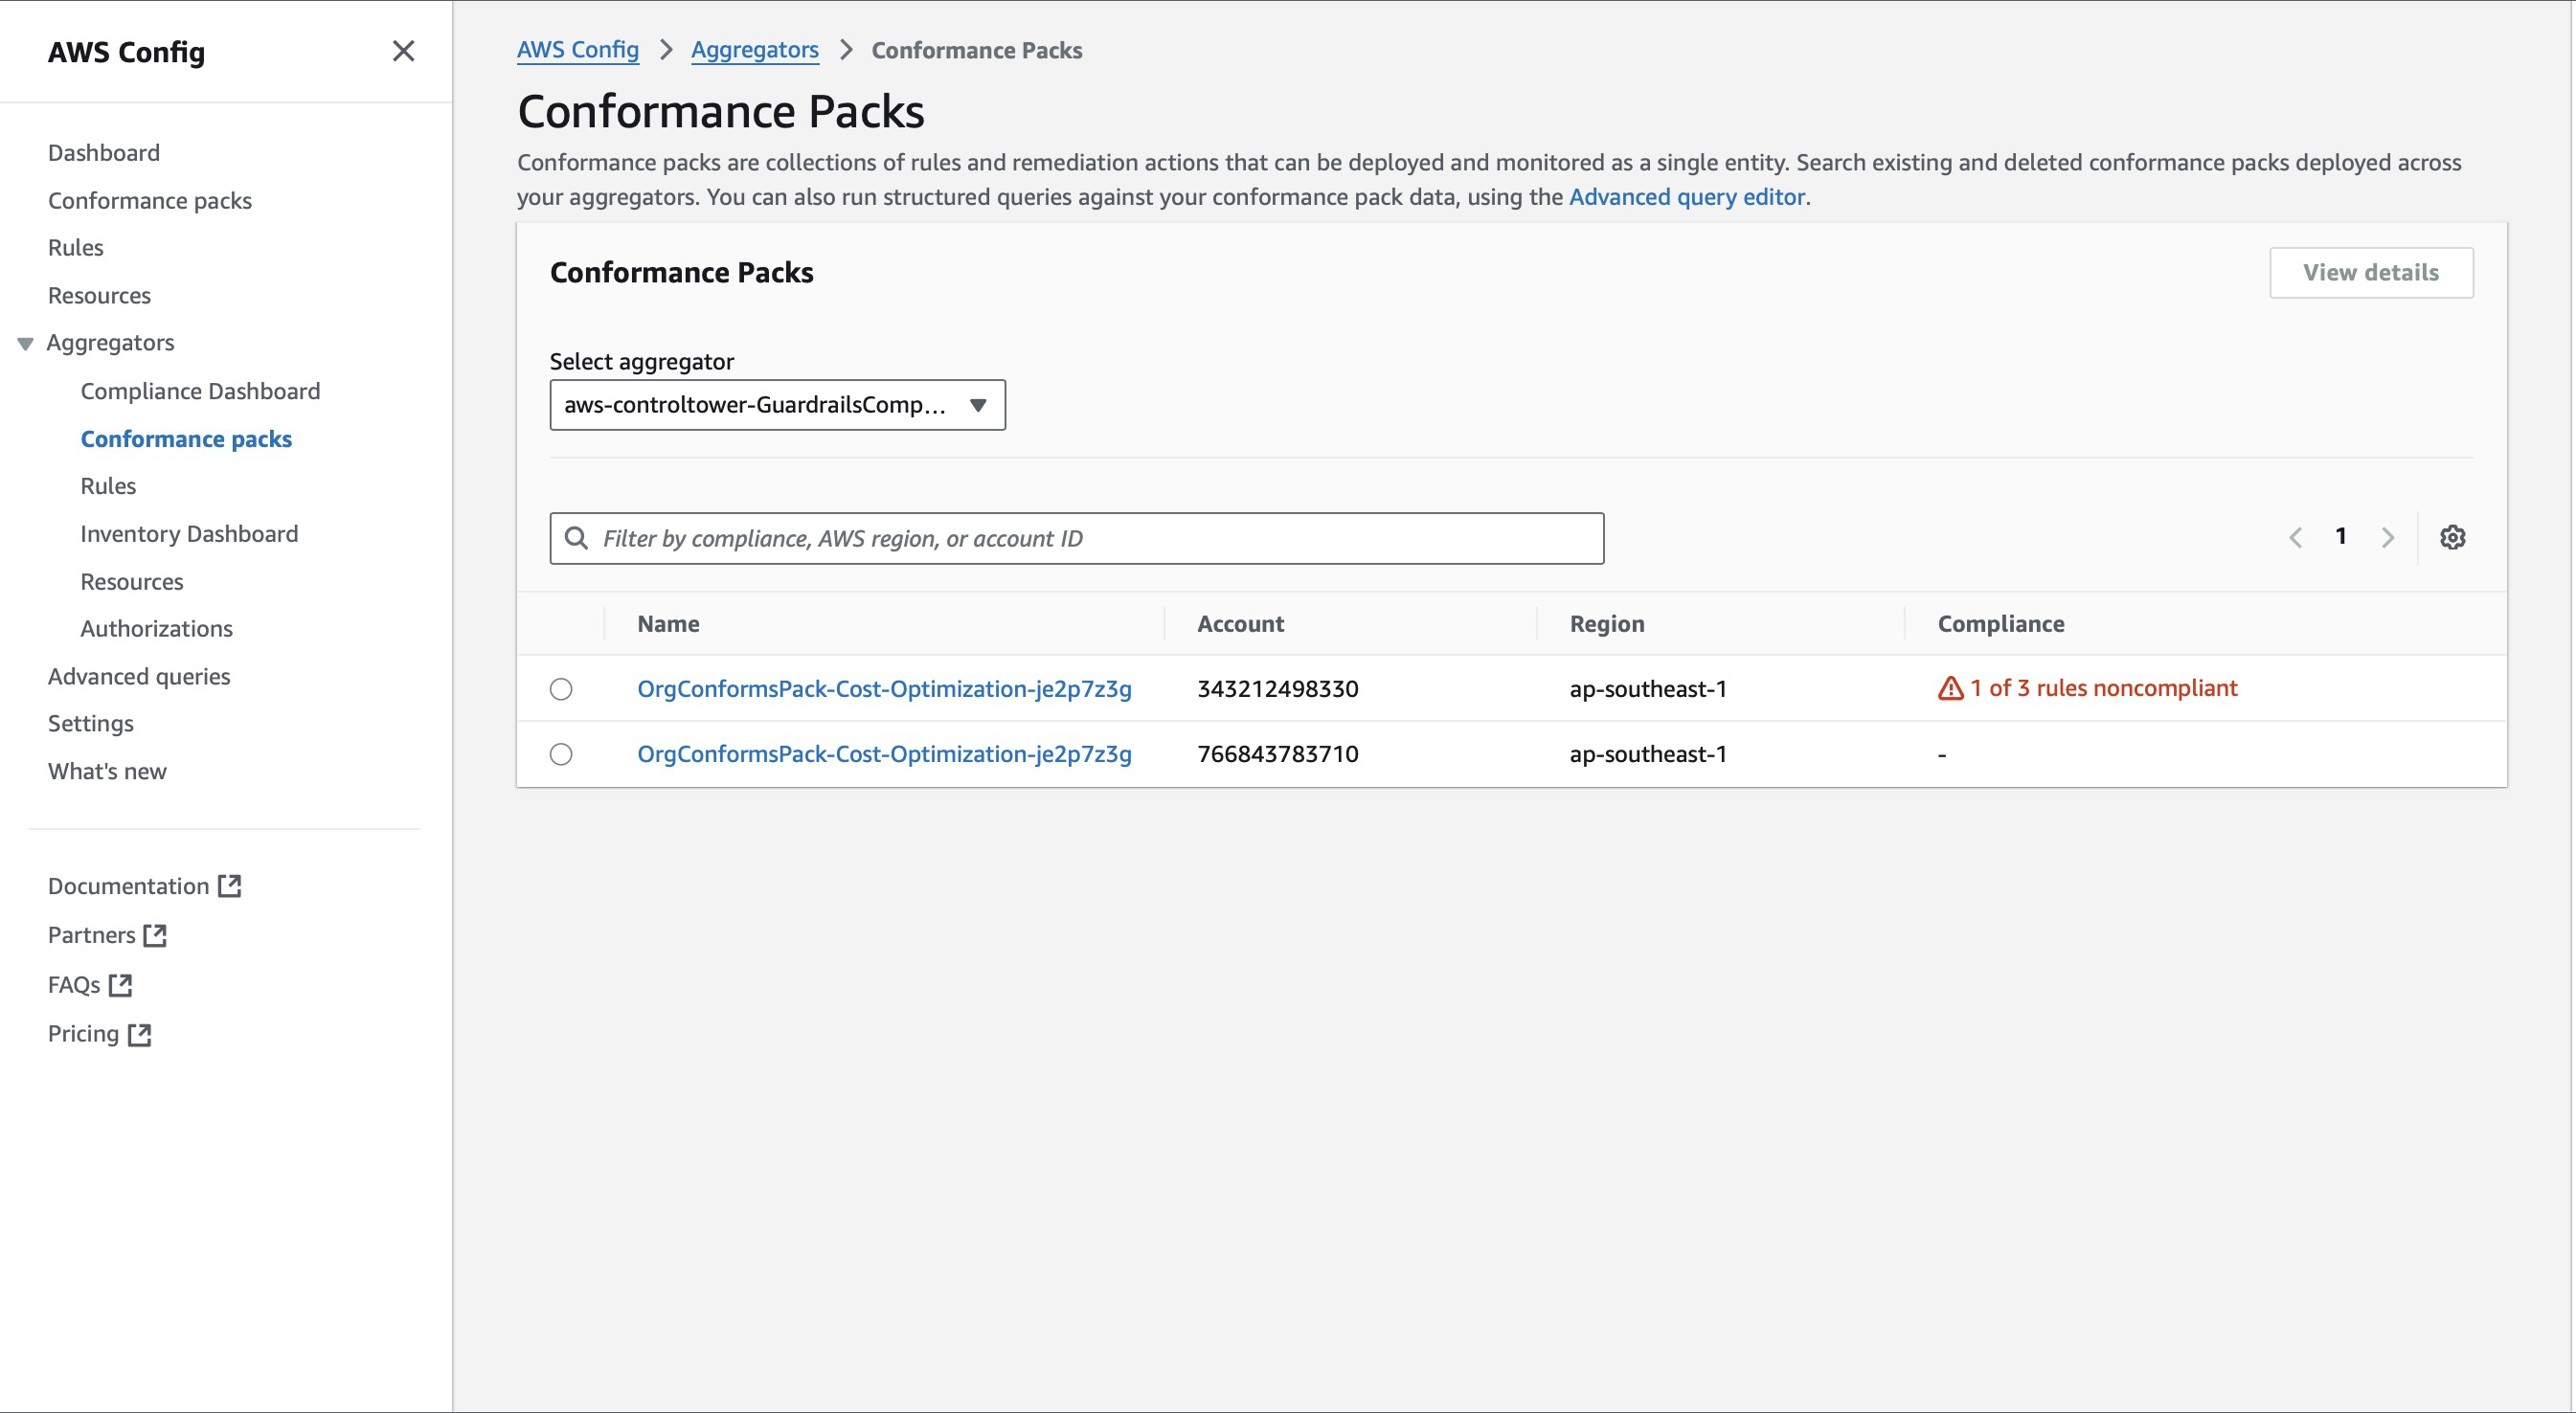 AWS Config
Dashboard
Conformance packs
Rules
Resources
Aggregators
Compliance Dashboard
Conformance packs
Rules
Inventory Dashboard
Resources
Authorizations
Advanced queries
Settings
What's new
Documentation
Partners
FAQs
Pricing
AWS Config > Aggregators > Conformance Packs
Conformance Packs
Conformance packs are collections of rules and remediation actions that can be deployed and monitored as a single entity. Search existing and deleted conformance packs deployed across
your aggregators. You can also run structured queries against your conformance pack data, using the Advanced query editor.
Conformance Packs
View details
Select aggregator
aws-controltower-GuardrailsComp...
Filter by compliance, AWS region, or account ID
1
Name Account Region Compliance
OrgConformsPack-Cost-Optimization-je2p7z3g 343212498330 ap-southeast-1 1 of 3 rules noncompliant
OrgConformsPack-Cost-Optimization-je2p7z3g 766843783710 ap-southeast-1 -